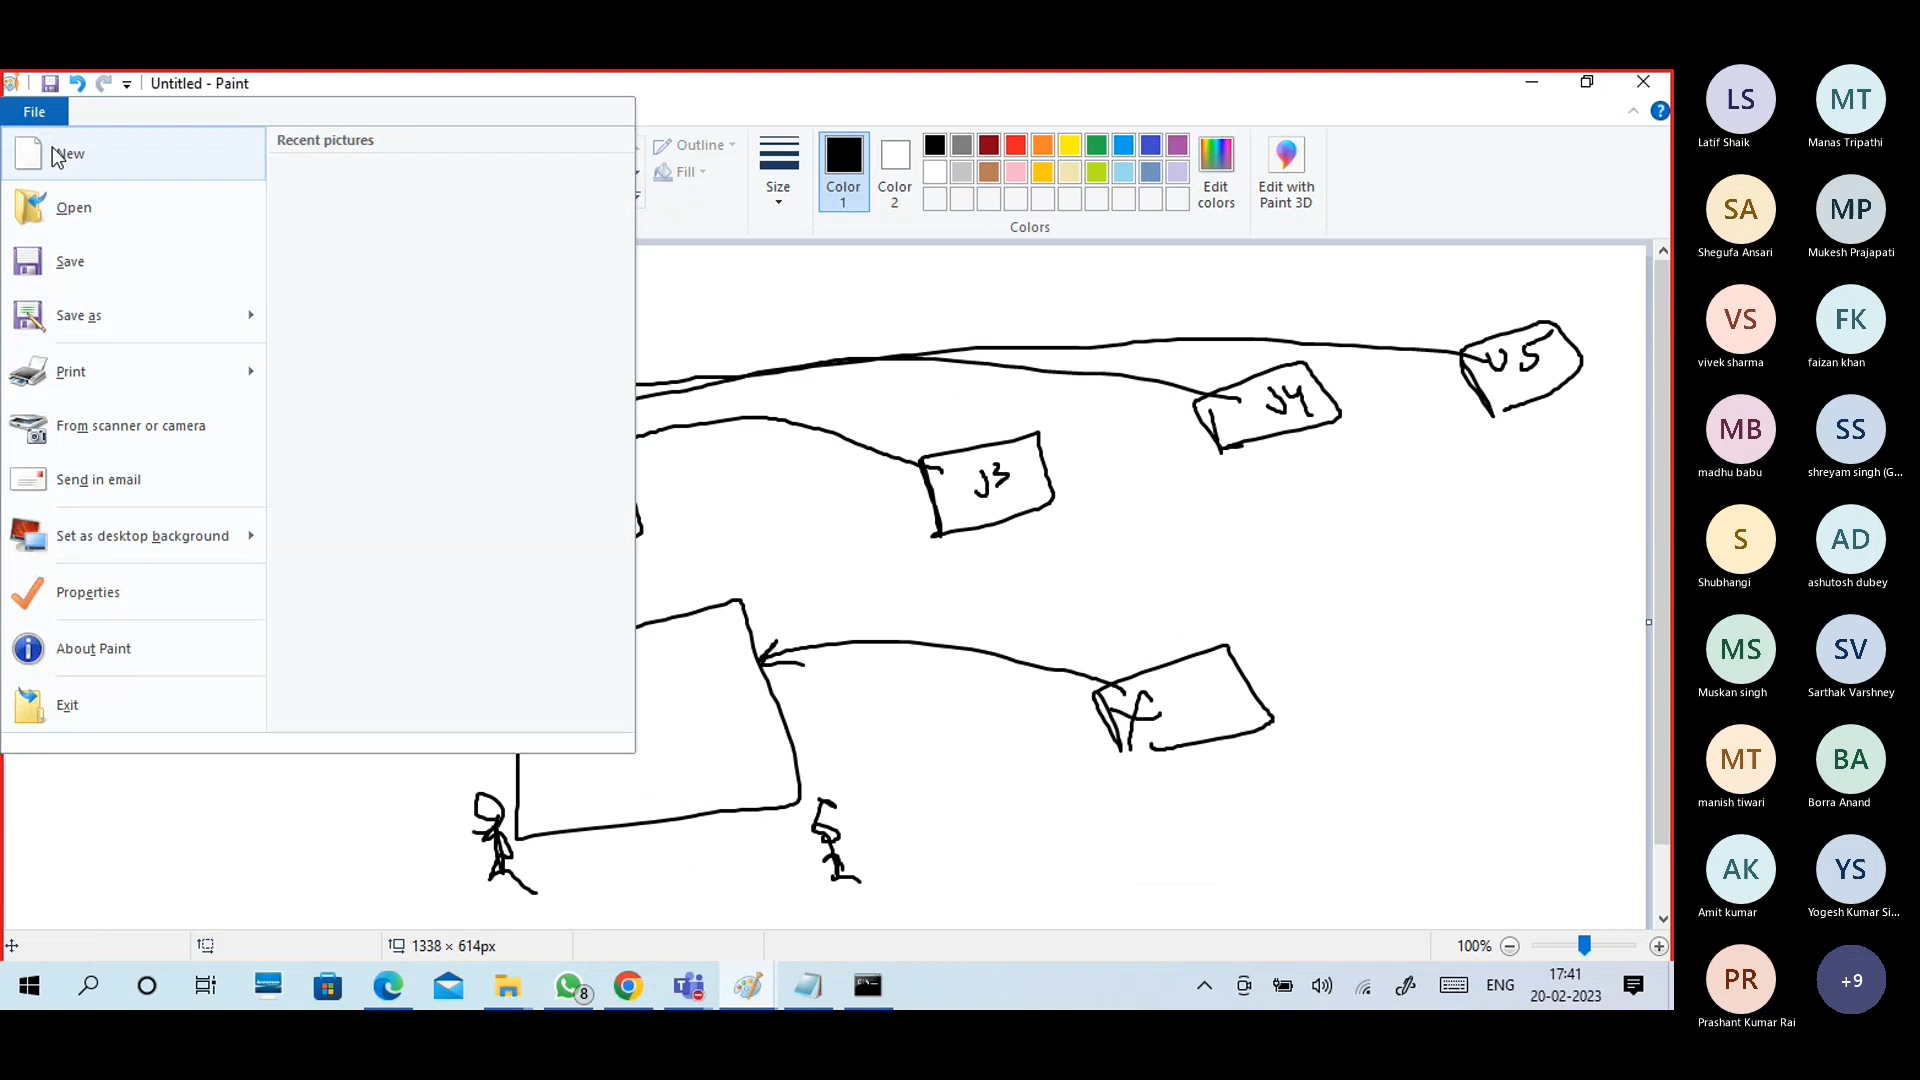 Untitled - Paint
File
New
Open
Save
Save as
Print
From scanner or camera
Send in email
Set as desktop background
Properties
About Paint
Exit
Recent pictures
Outline
Fill
Size
Color 1
Color 2
Edit colors
Edit with Paint 3D
Colors
J3
J4
J5
X
1338 × 614px
100%
8
ENG
17:41
20-02-2023
LS
Latif Shaik
MT
Manas Tripathi
SA
Shegufa Ansari
MP
Mukesh Prajapati
VS
vivek sharma
FK
faizan khan
MB
madhu babu
SS
shreyam singh (G...
S
Shubhangi
AD
ashutosh dubey
MS
Muskan singh
SV
Sarthak Varshney
MT
manish tiwari
BA
Borra Anand
AK
Amit kumar
YS
Yogesh Kumar Si...
PR
Prashant Kumar Rai
+9